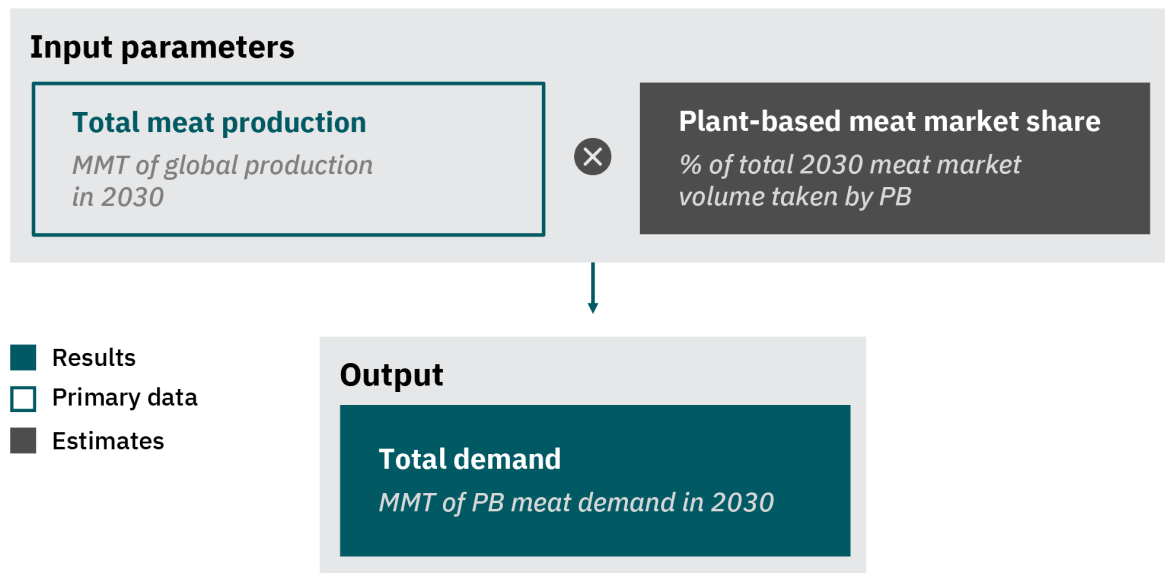 Input parameters
Total meat production
MMT of global production
in 2030
Plant-based meat market share
% of total 2030 meat market
volume taken by PB
Results
Primary data
Estimates
Output
Total demand
MMT of PB meat demand in 2030